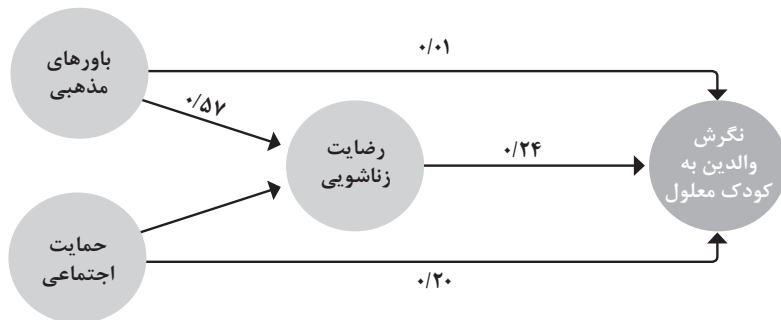 باورهای
مذهبی
۰/۰۱
۰/۵۷
رضایت
زناشویی
۰/۲۴
نگرش
والدین به
کودک معلول
حمایت
اجتماعی
۰/۲۰